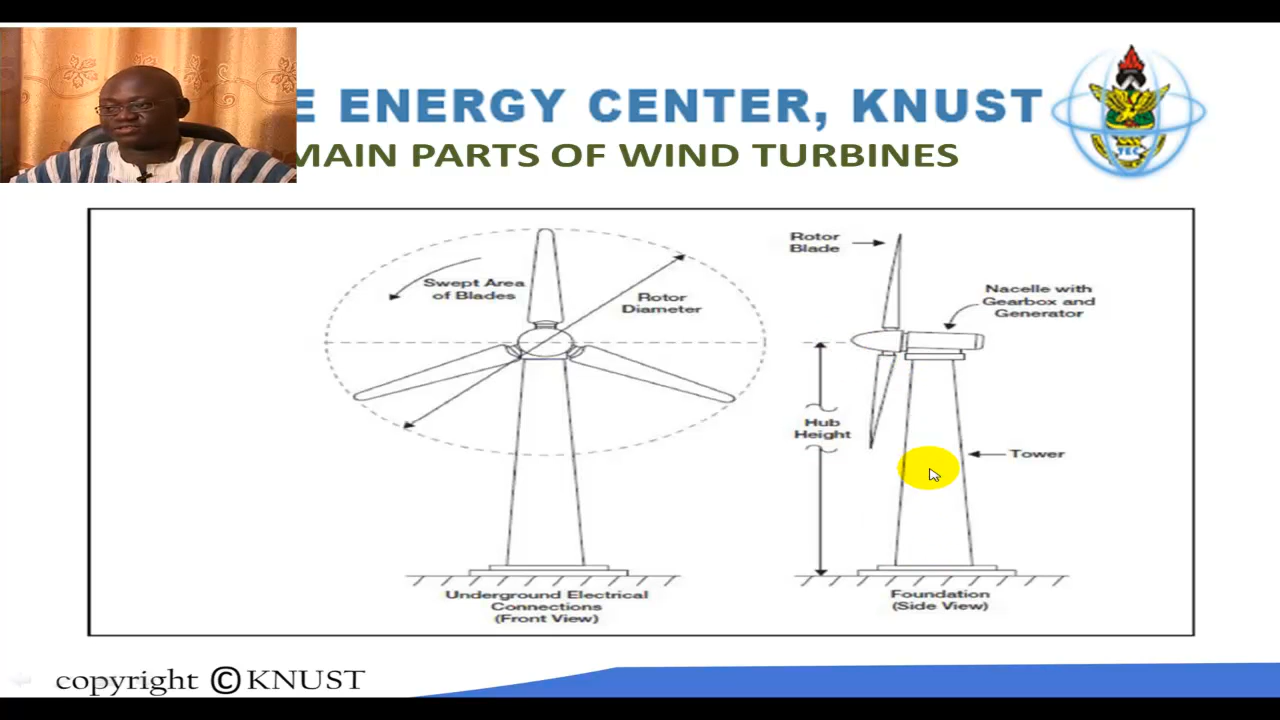 E ENERGY CENTER, KNUST
MAIN PARTS OF WIND TURBINES
TEC
Swept Area
of Blades
Rotor
Diameter
Underground Electrical
Connections
(Front View)
Rotor
Blade
Nacelle with
Gearbox and
Generator
Hub
Height
Tower
Foundation
(Side View)
copyright ©KNUST